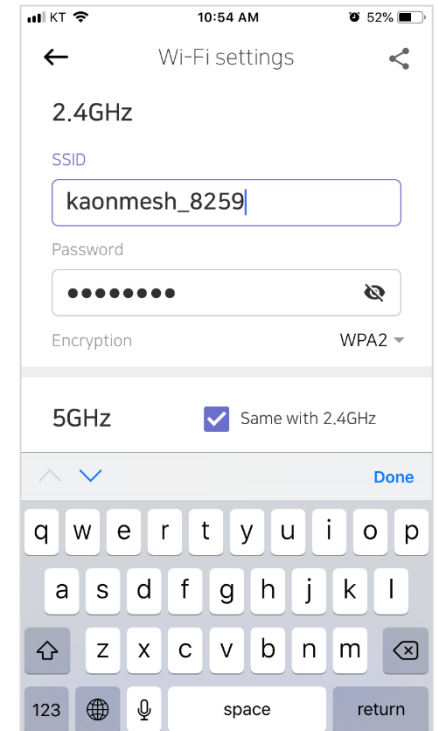 KT 10:54 AM 52%
Wi-Fi settings
2.4GHz
SSID
kaonmesh_8259
Password
●●●●●●●●
Encryption WPA2
5GHz Same with 2.4GHz
Done
q w e r t y u i o p
a s d f g h j k l
z x c v b n m
123 space return